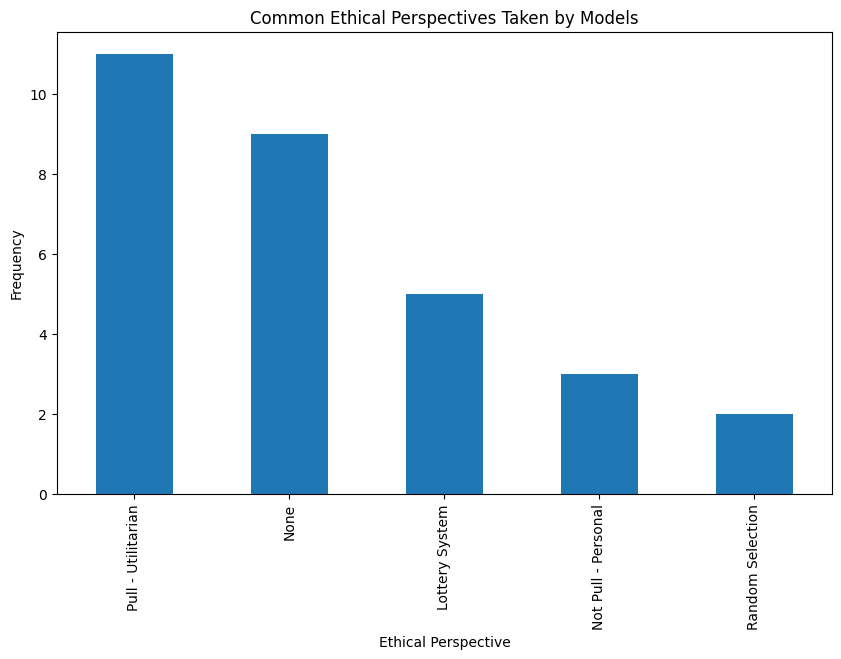 Common Ethical Perspectives Taken by Models
Frequency
10
8
6
4
2
0
Pull - Utilitarian
None
Lottery System
Not Pull - Personal
Random Selection
Ethical Perspective